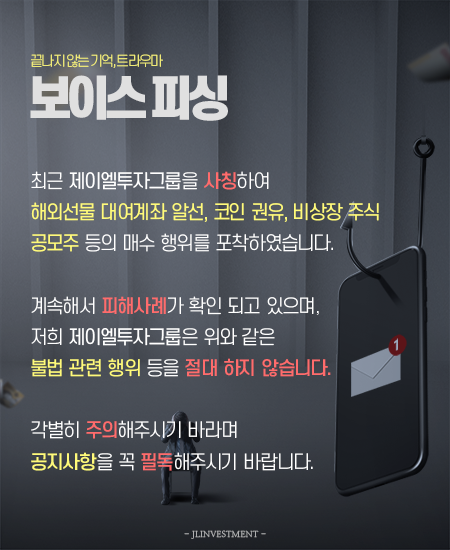 끝나지 않는 기억, 트라우마
보이스 피싱
최근 제이엘투자그룹을 사칭하여
해외선물 대여계좌 알선, 코인 권유, 비상장 주식
공모주 등의 매수 행위를 포착하였습니다.
계속해서 피해사례가 확인 되고 있으며,
저희 제이엘투자그룹은 위와 같은
불법 관련 행위 등을 절대 하지 않습니다.
각별히 주의해주시기 바라며
공지사항을 꼭 필독해주시기 바랍니다.
1
- JLINVESTMENT -